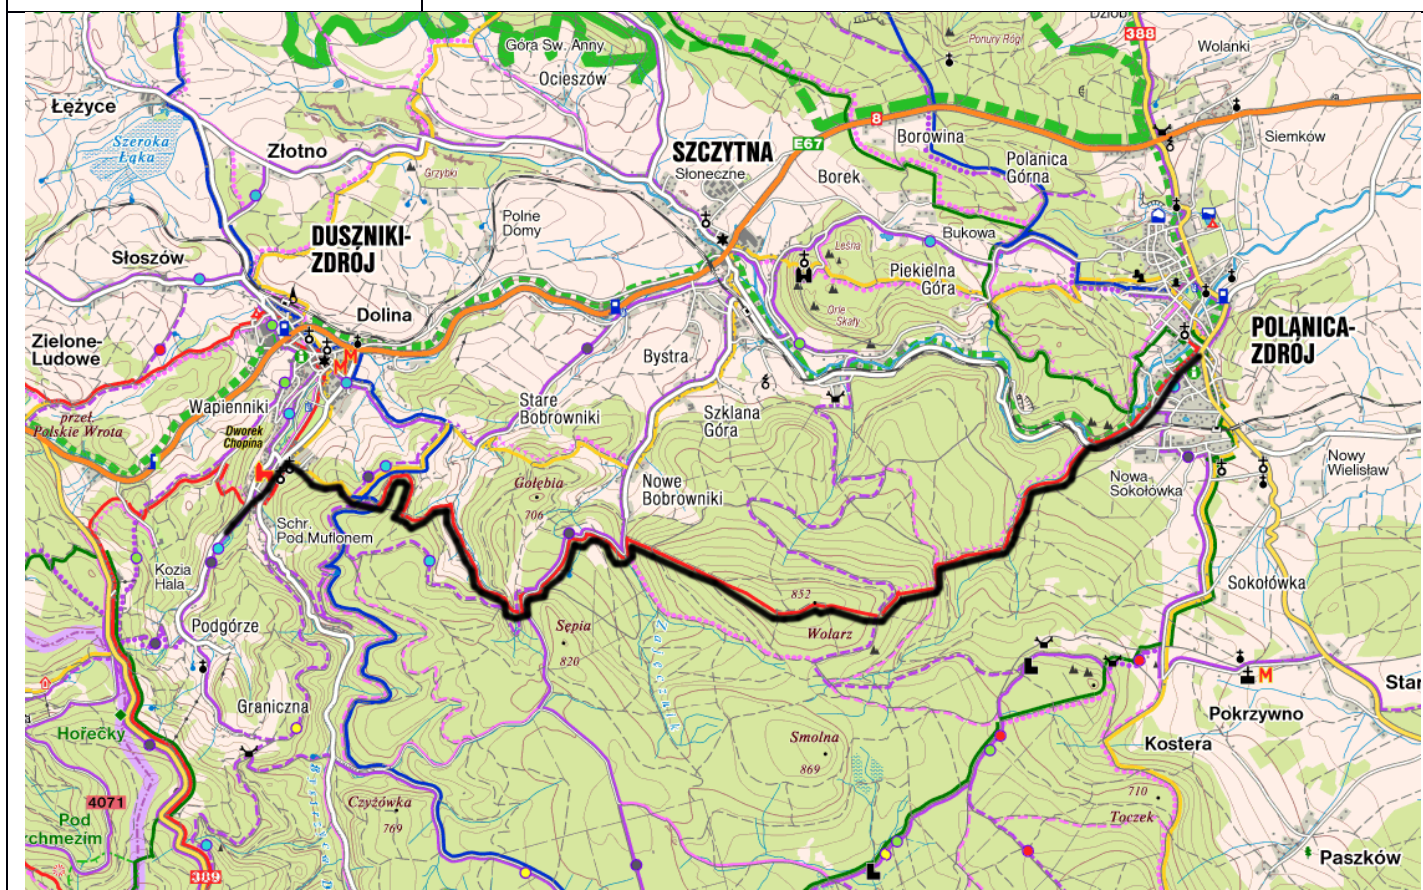 388
Góra Sw. Anny
Ponury Róg
Wolanki
Łężyce
Ocieszów
8
Szeroka
Łąka
Złotno
Grzybki
SZCZYTNA
Słoneczne
E67
Borek
Borowina
Polanica
Górna
Siemków
Polne
Domy
DUSZNIKI-
ZDRÓJ
Słoszów
Leśna
Bukowa
Piekielna
Góra
Orle
Skały
Dolina
Zielone-
Ludowe
M
Bystra
POLANICA-
ZDRÓJ
przeł.
Polskie Wrota
Wapienniki
Dworek
Chopina
Stare
Bobrowniki
Szklana
Góra
Gołębia
706
Nowe
Bobrowniki
Nowa
Sokołówka
Nowy
Wielisław
Schr.
Pod Muflonem
Kozia
Hala
Sokołówka
852
Wolarz
Podgórze
Sępia
820
Graniczna
M
Star
Pokrzywno
Hořečky
Smolna
869
Kostera
4071
Pod
rchmezím
Czyżówka
769
710
Toczek
Paszków
389